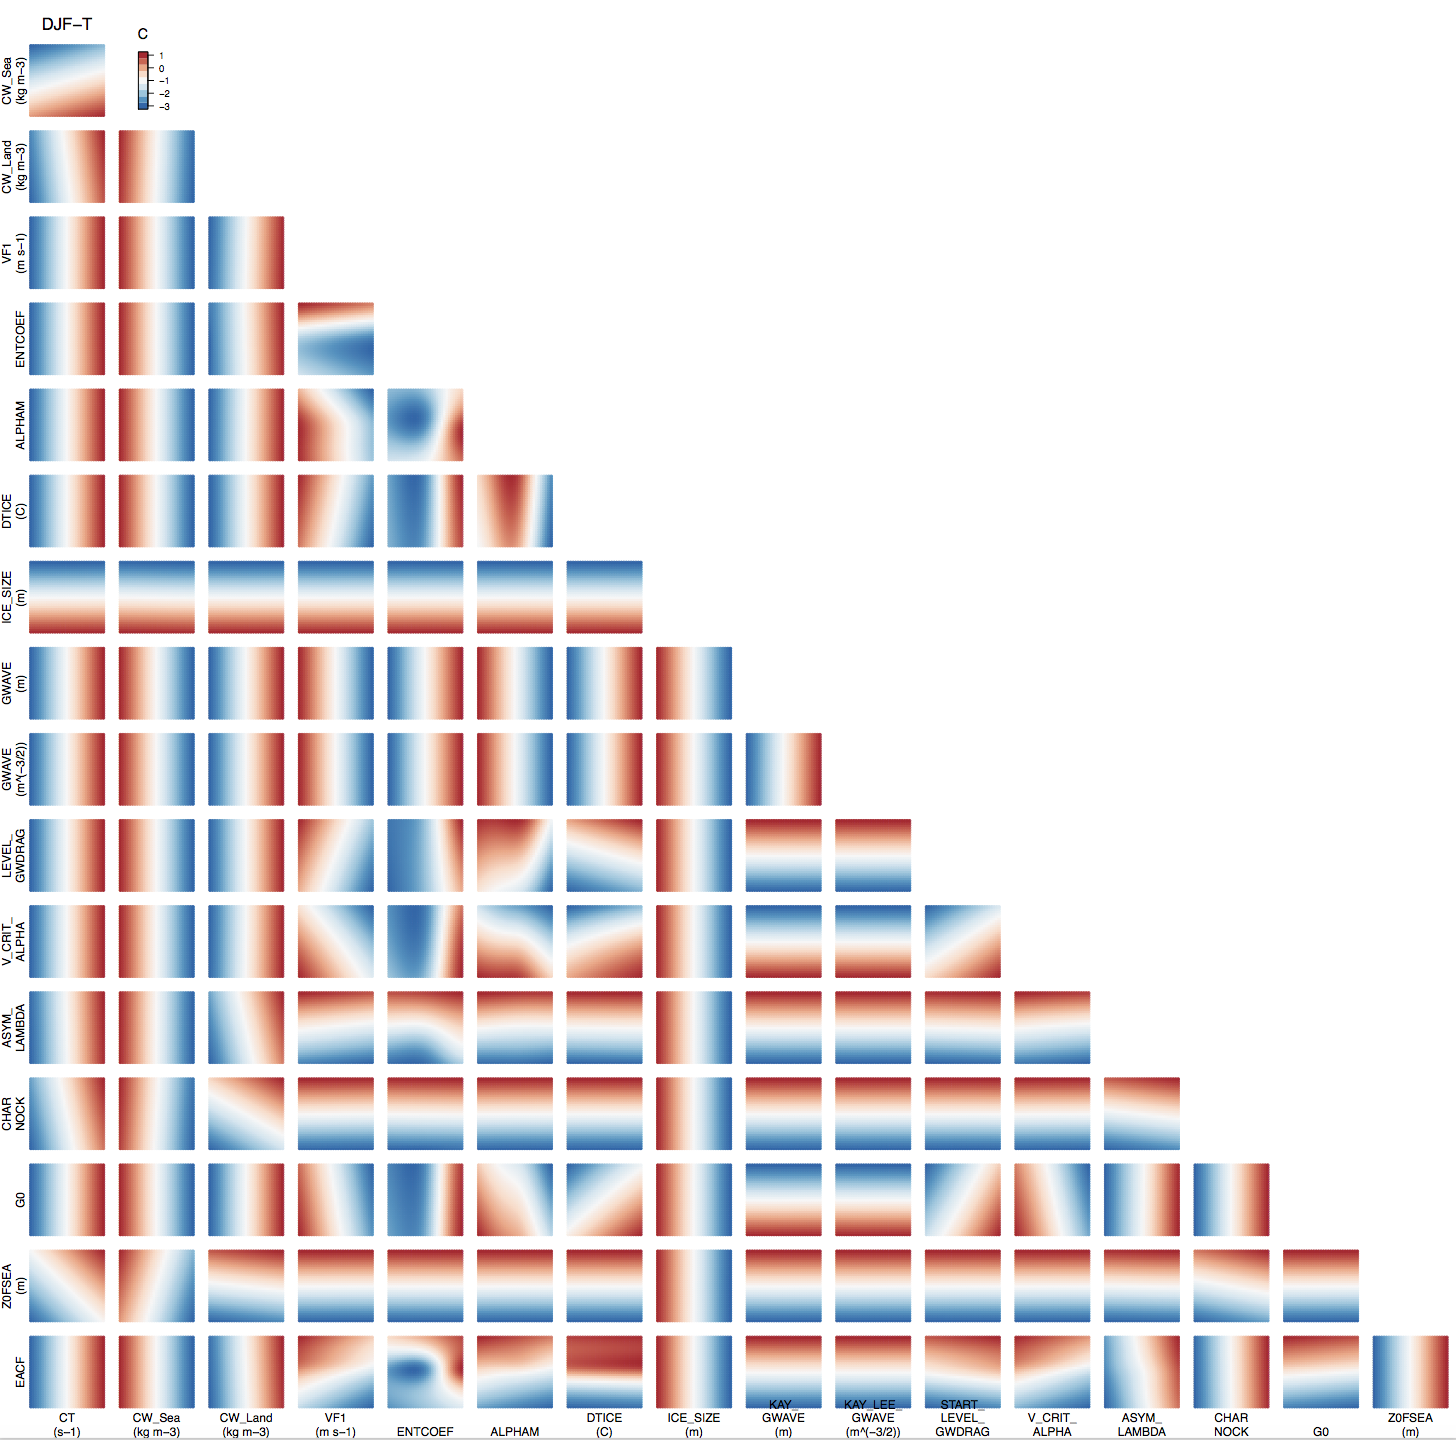 DJF−T
C
1
0
−1
−2
−3
CW_Sea
(kg m−3)
CW_Land
(kg m−3)
VF1
(m s−1)
ENTCOEF
ALPHAM
DTICE
(C)
ICE_SIZE
(m)
GWAVE
(m)
GWAVE
(m^(−3/2))
LEVEL_
GWDRAG
V_CRIT_
ALPHA
ASYM_
LAMBDA
CHAR
NOCK
G0
Z0FSEA
(m)
EACF
CT
(s−1)
CW_Sea
(kg m−3)
CW_Land
(kg m−3)
VF1
(m s−1)
ENTCOEF
ALPHAM
DTICE
(C)
ICE_SIZE
(m)
KAY_
GWAVE
(m)
KAY_LEE_
GWAVE
(m^(−3/2))
START_
LEVEL_
GWDRAG
V_CRIT_
ALPHA
ASYM_
LAMBDA
CHAR
NOCK
G0
Z0FSEA
(m)